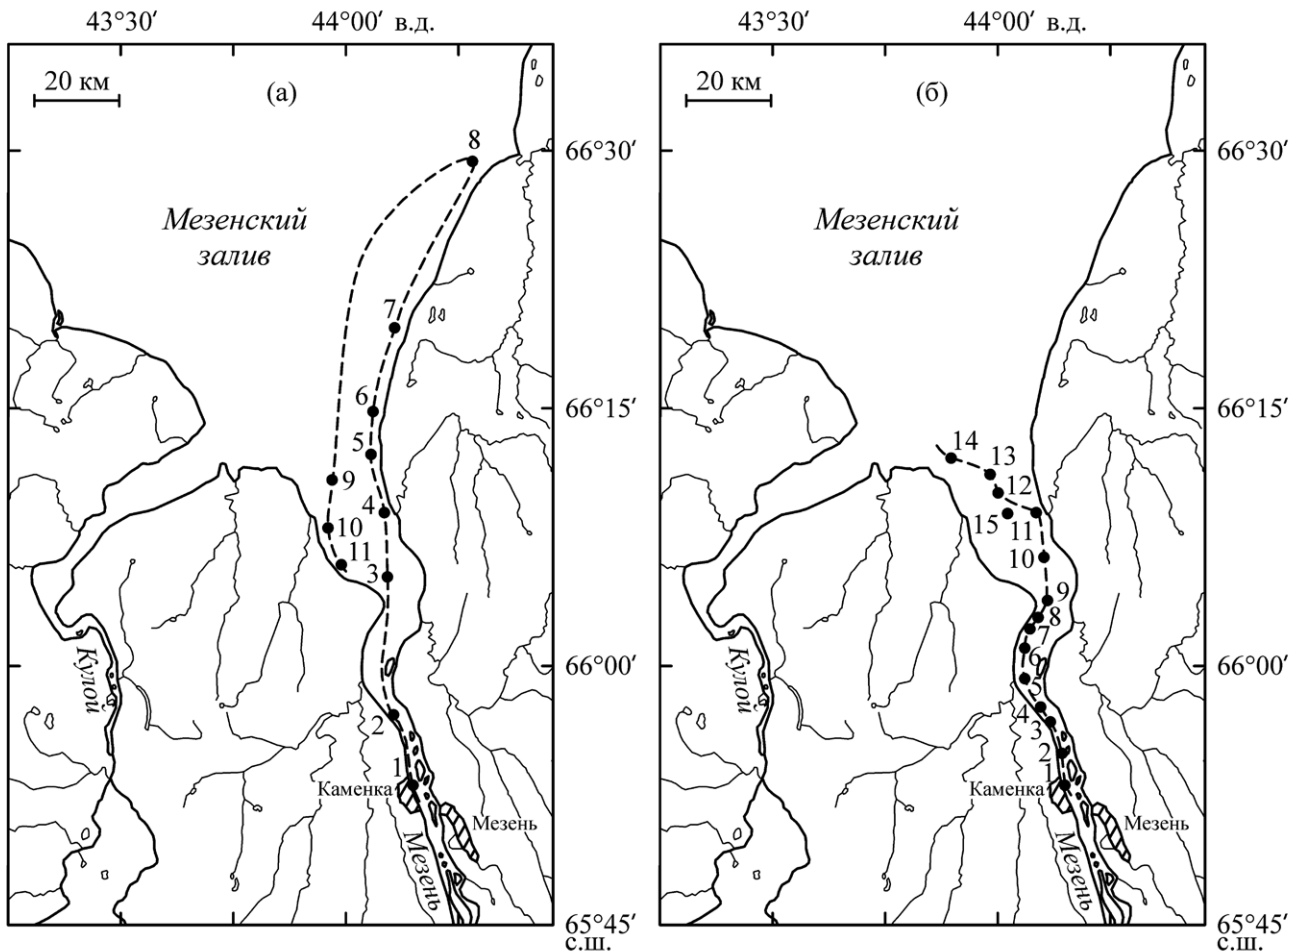 43°30′
44°00′ в.д.
20 км
(а)
8
66°30′
Мезенский
залив
7
6
66°15′
5
9
4
10
11
3
66°00′
Кулой
2
1
Каменка
Мезень
Мезень
65°45′
с.ш.
43°30′
44°00′ в.д.
20 км
(б)
66°30′
Мезенский
залив
66°15′
14
13
12
15
11
10
9
8
7
6
66°00′
Кулой
5
4
3
2
1
Каменка
Мезень
Мезень
65°45′
с.ш.